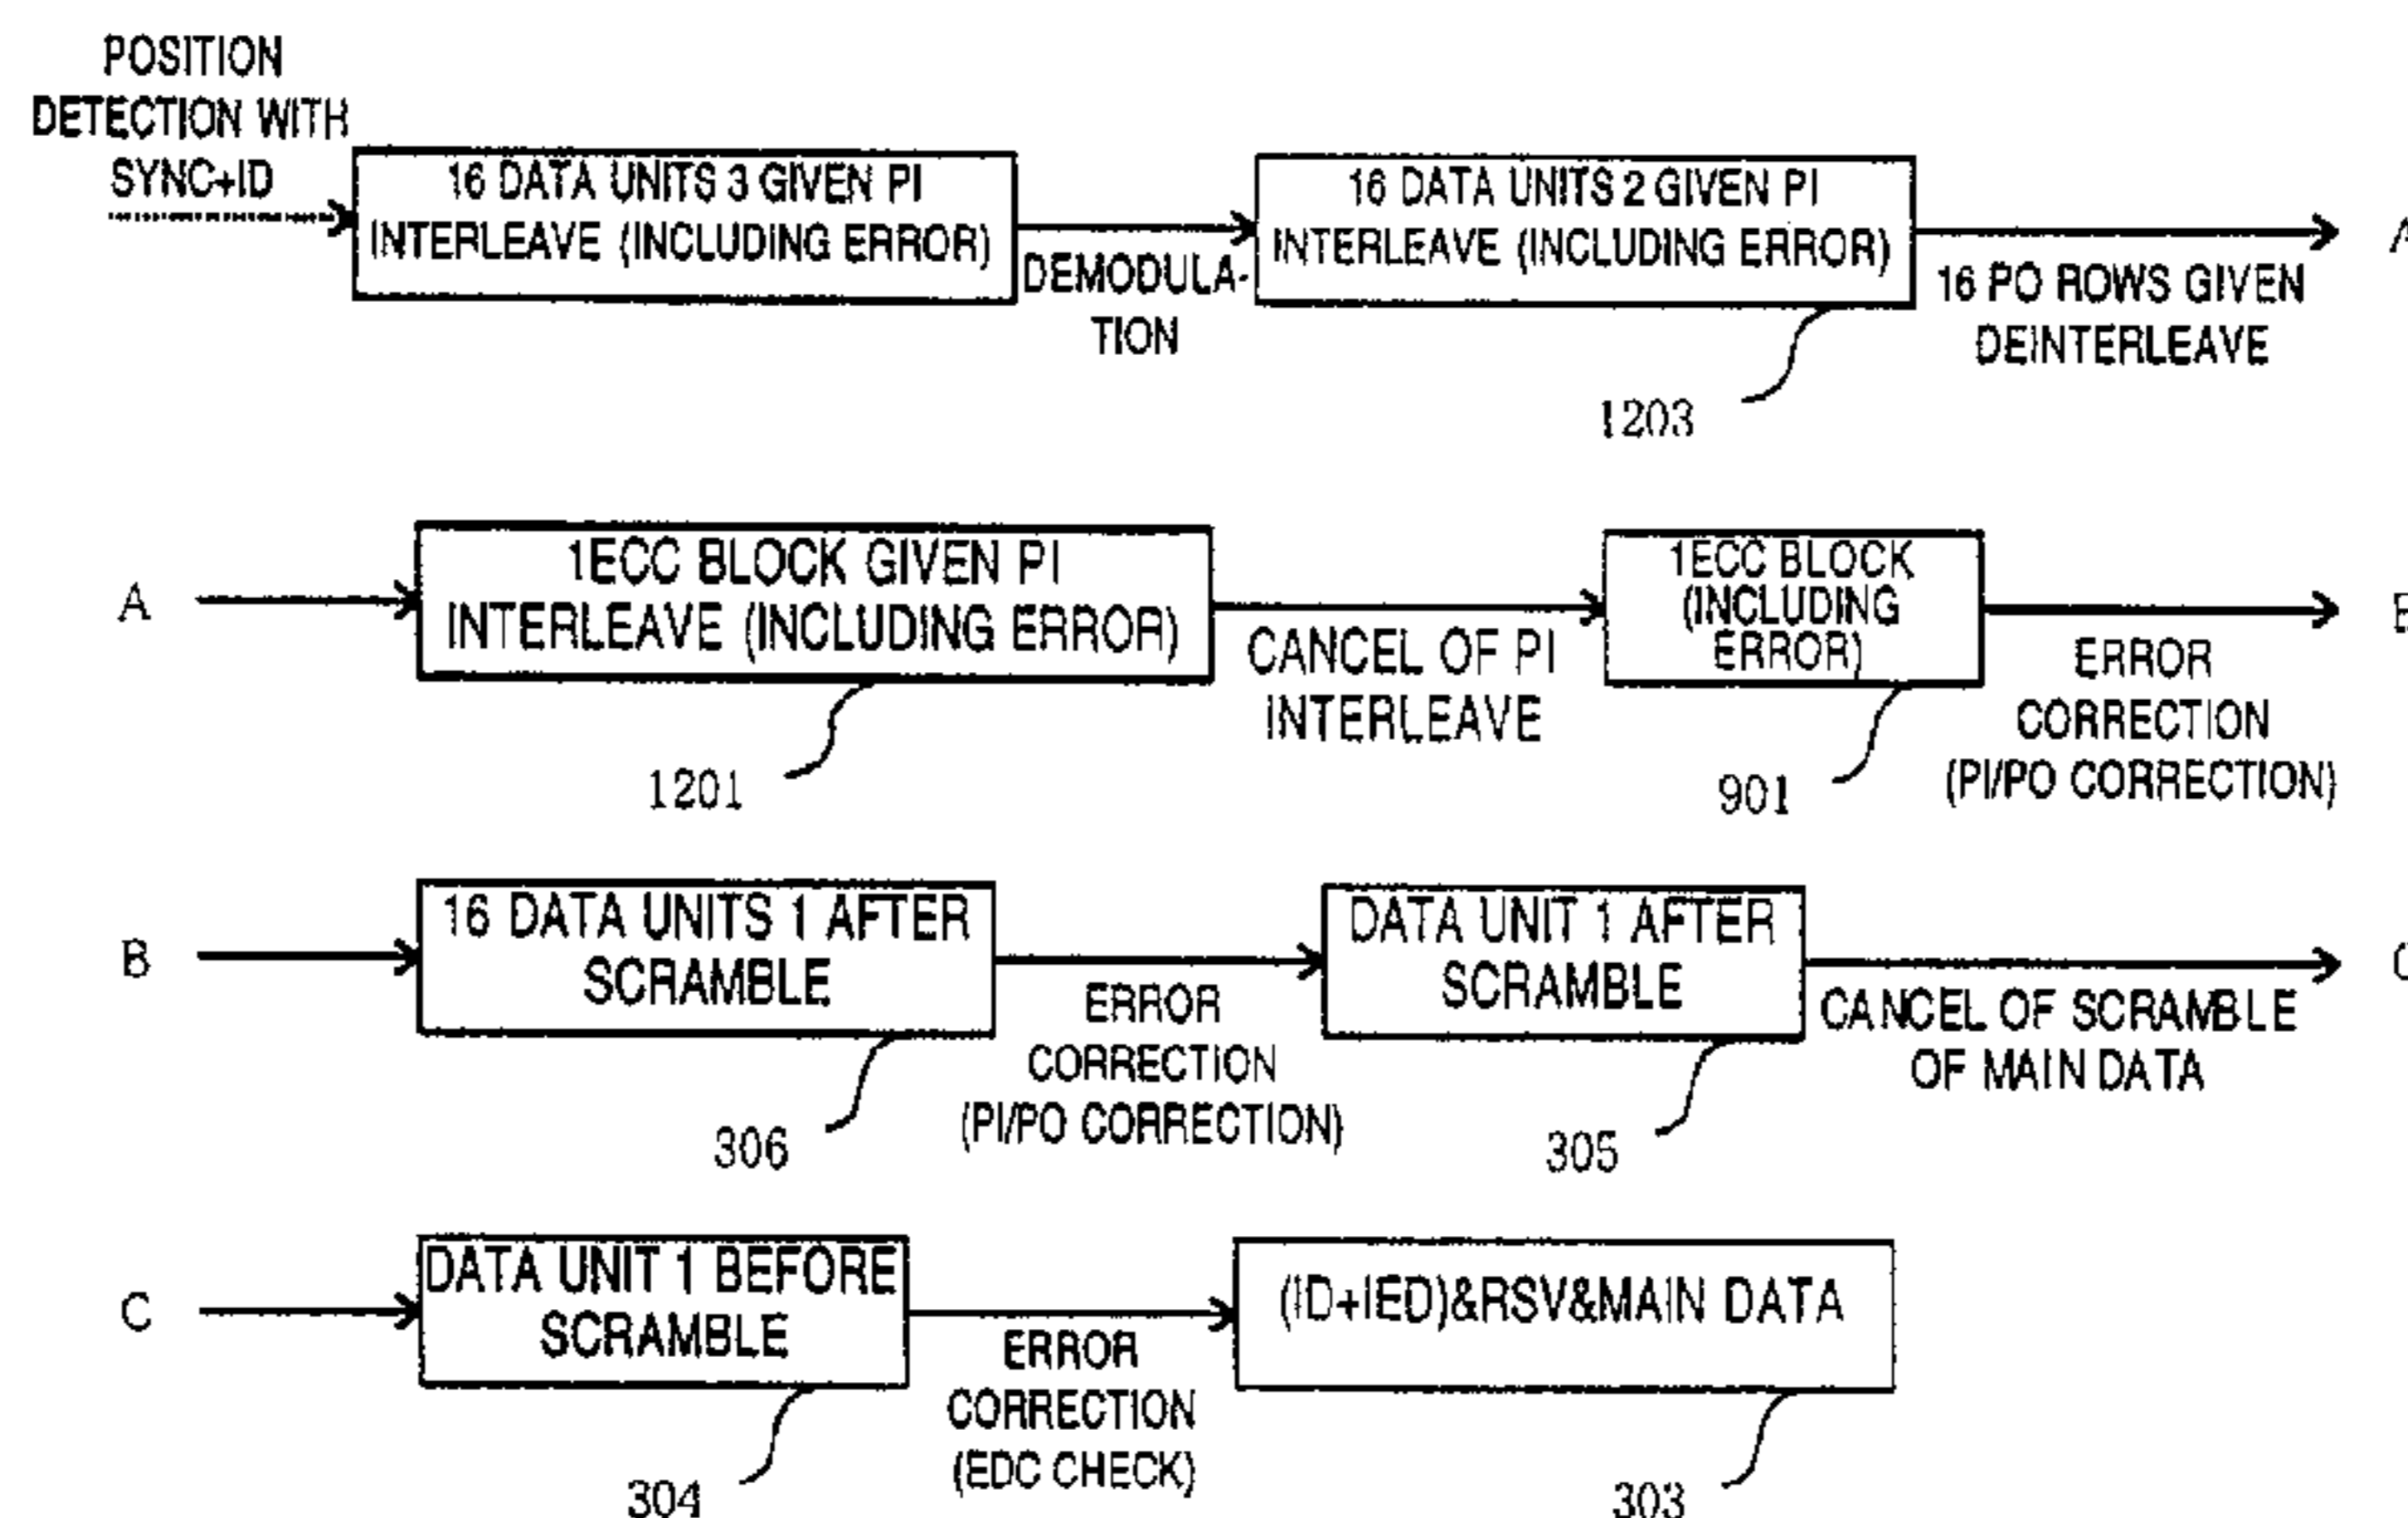 POSITION
DETECTION WITH
SYNC+ID
16 DATA UNITS 3 GIVEN PI
INTERLEAVE (INCLUDING ERROR)
DEMODULA-
TION
16 DATA UNITS 2 GIVEN PI
INTERLEAVE (INCLUDING ERROR)
1203
16 PO ROWS GIVEN
DEINTERLEAVE
A
A
1ECC BLOCK GIVEN PI
INTERLEAVE (INCLUDING ERROR)
1201
CANCEL OF PI
INTERLEAVE
1ECC BLOCK
(INCLUDING
ERROR)
901
ERROR
CORRECTION
(PI/PO CORRECTION)
B
B
16 DATA UNITS 1 AFTER
SCRAMBLE
306
ERROR
CORRECTION
(PI/PO CORRECTION)
DATA UNIT 1 AFTER
SCRAMBLE
305
CANCEL OF SCRAMBLE
OF MAIN DATA
C
C
DATA UNIT 1 BEFORE
SCRAMBLE
304
ERROR
CORRECTION
(EDC CHECK)
(ID+IED)&RSV&MAIN DATA
303